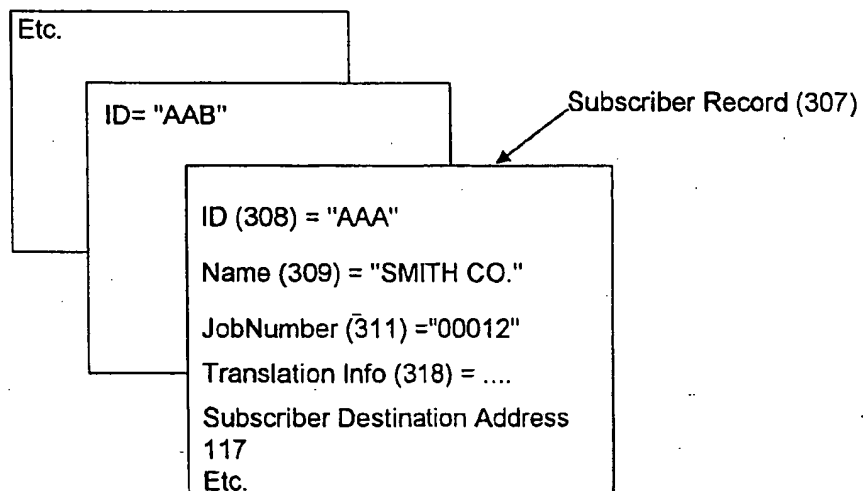 Etc.
ID= "AAB"
Subscriber Record (307)
ID (308) = "AAA"
Name (309) = "SMITH CO."
JobNumber (311) ="00012"
Translation Info (318) = ....
Subscriber Destination Address
117
Etc.